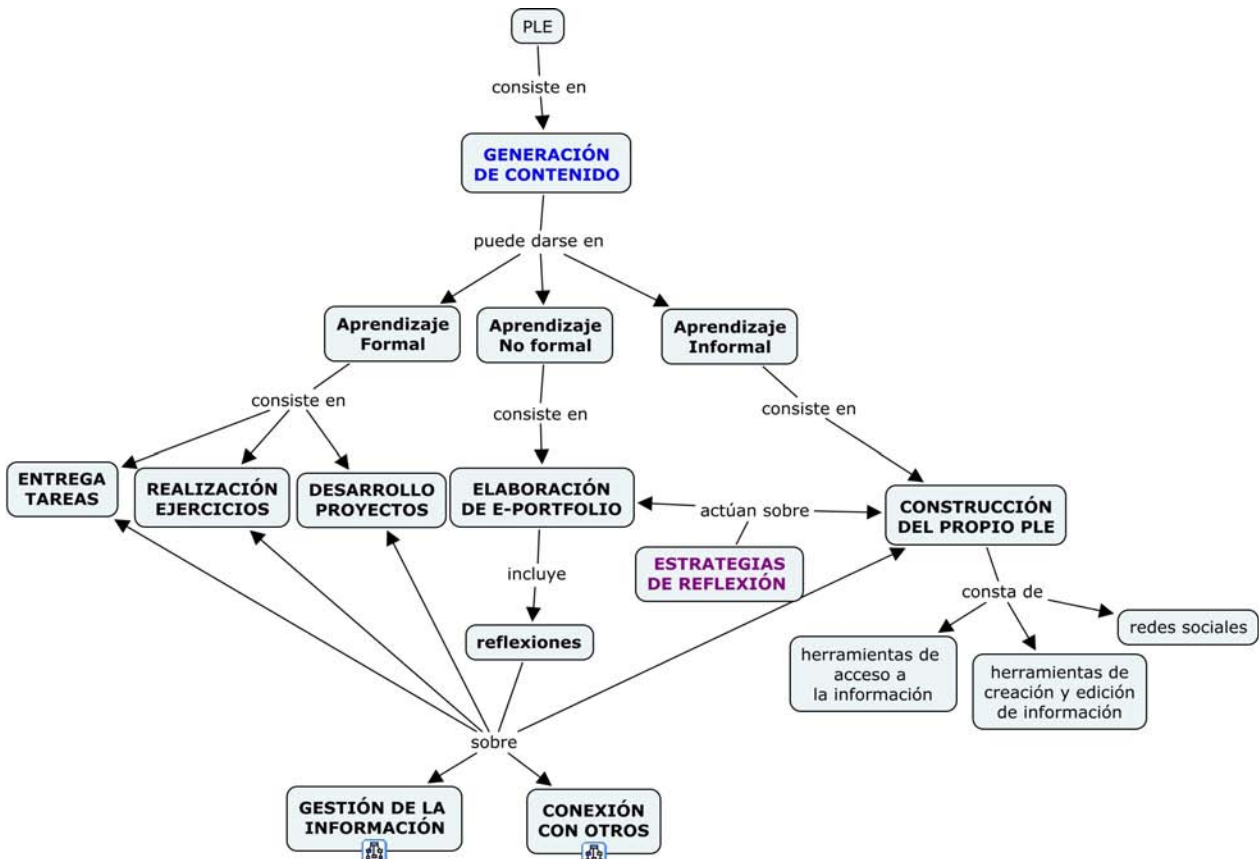 PLE
consiste en
GENERACIÓN
DE CONTENIDO
puede darse en
Aprendizaje
Formal
Aprendizaje
No formal
Aprendizaje
Informal
consiste en
consiste en
consiste en
ENTREGA
TAREAS
REALIZACIÓN
EJERCICIOS
DESARROLLO
PROYECTOS
ELABORACIÓN
DE E-PORTFOLIO
actúan sobre
CONSTRUCCIÓN
DEL PROPIO PLE
ESTRATEGIAS
DE REFLEXIÓN
incluye
consta de
reflexiones
herramientas de
acceso a
la información
herramientas de
creación y edición
de información
redes sociales
sobre
GESTIÓN DE LA
INFORMACIÓN
CONEXIÓN
CON OTROS